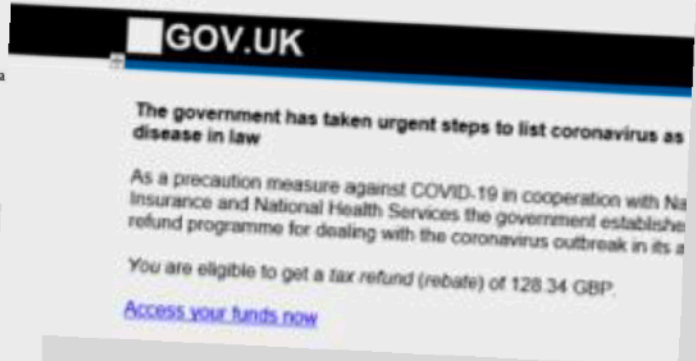 GOV.UK
The government has taken urgent steps to list coronavirus as
disease in law
As a precaution measure against COVID-19 in cooperation with Na
Insurance and National Health Services the government establishe
refund programme for dealing with the coronavirus outbreak in its a
You are eligible to get a tax refund (rebate) of 128.34 GBP.
Access your funds now